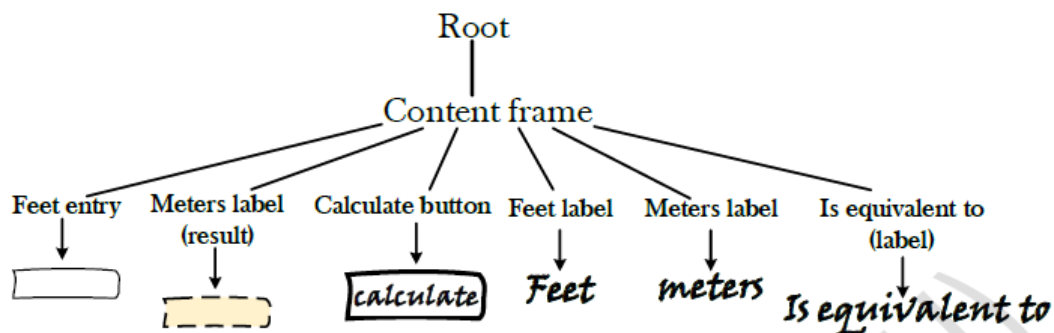 Root
Content frame
Feet entry Meters label Calculate button Feet label Meters label Is equivalent to
(result) (label)
calculate Feet meters Is equivalent to